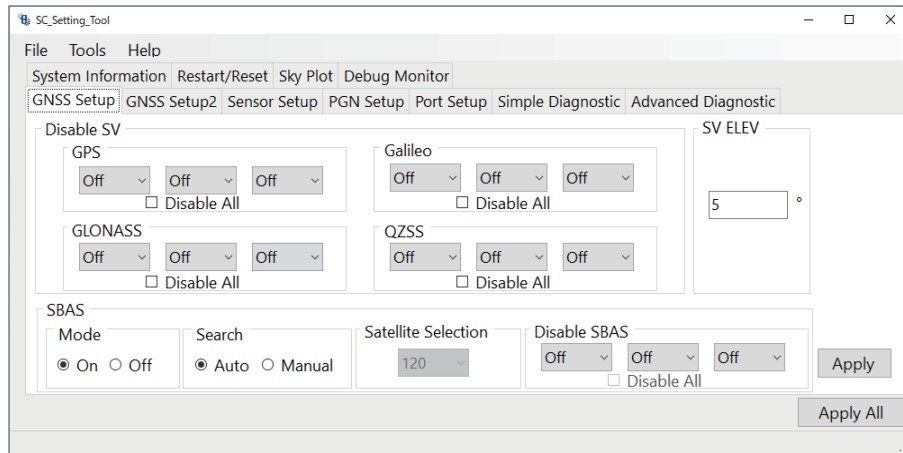 SC_Setting_Tool
File Tools Help
System Information Restart/Reset Sky Plot Debug Monitor
GNSS Setup GNSS Setup2 Sensor Setup PGN Setup Port Setup Simple Diagnostic Advanced Diagnostic
Disable SV
GPS
Off Off Off
Disable All
Galileo
Off Off Off
Disable All
GLONASS
Off Off Off
Disable All
QZSS
Off Off Off
Disable All
SV ELEV
5 °
SBAS
Mode
On Off
Search
Auto Manual
Satellite Selection
120
Disable SBAS
Off Off Off
Disable All
Apply
Apply All